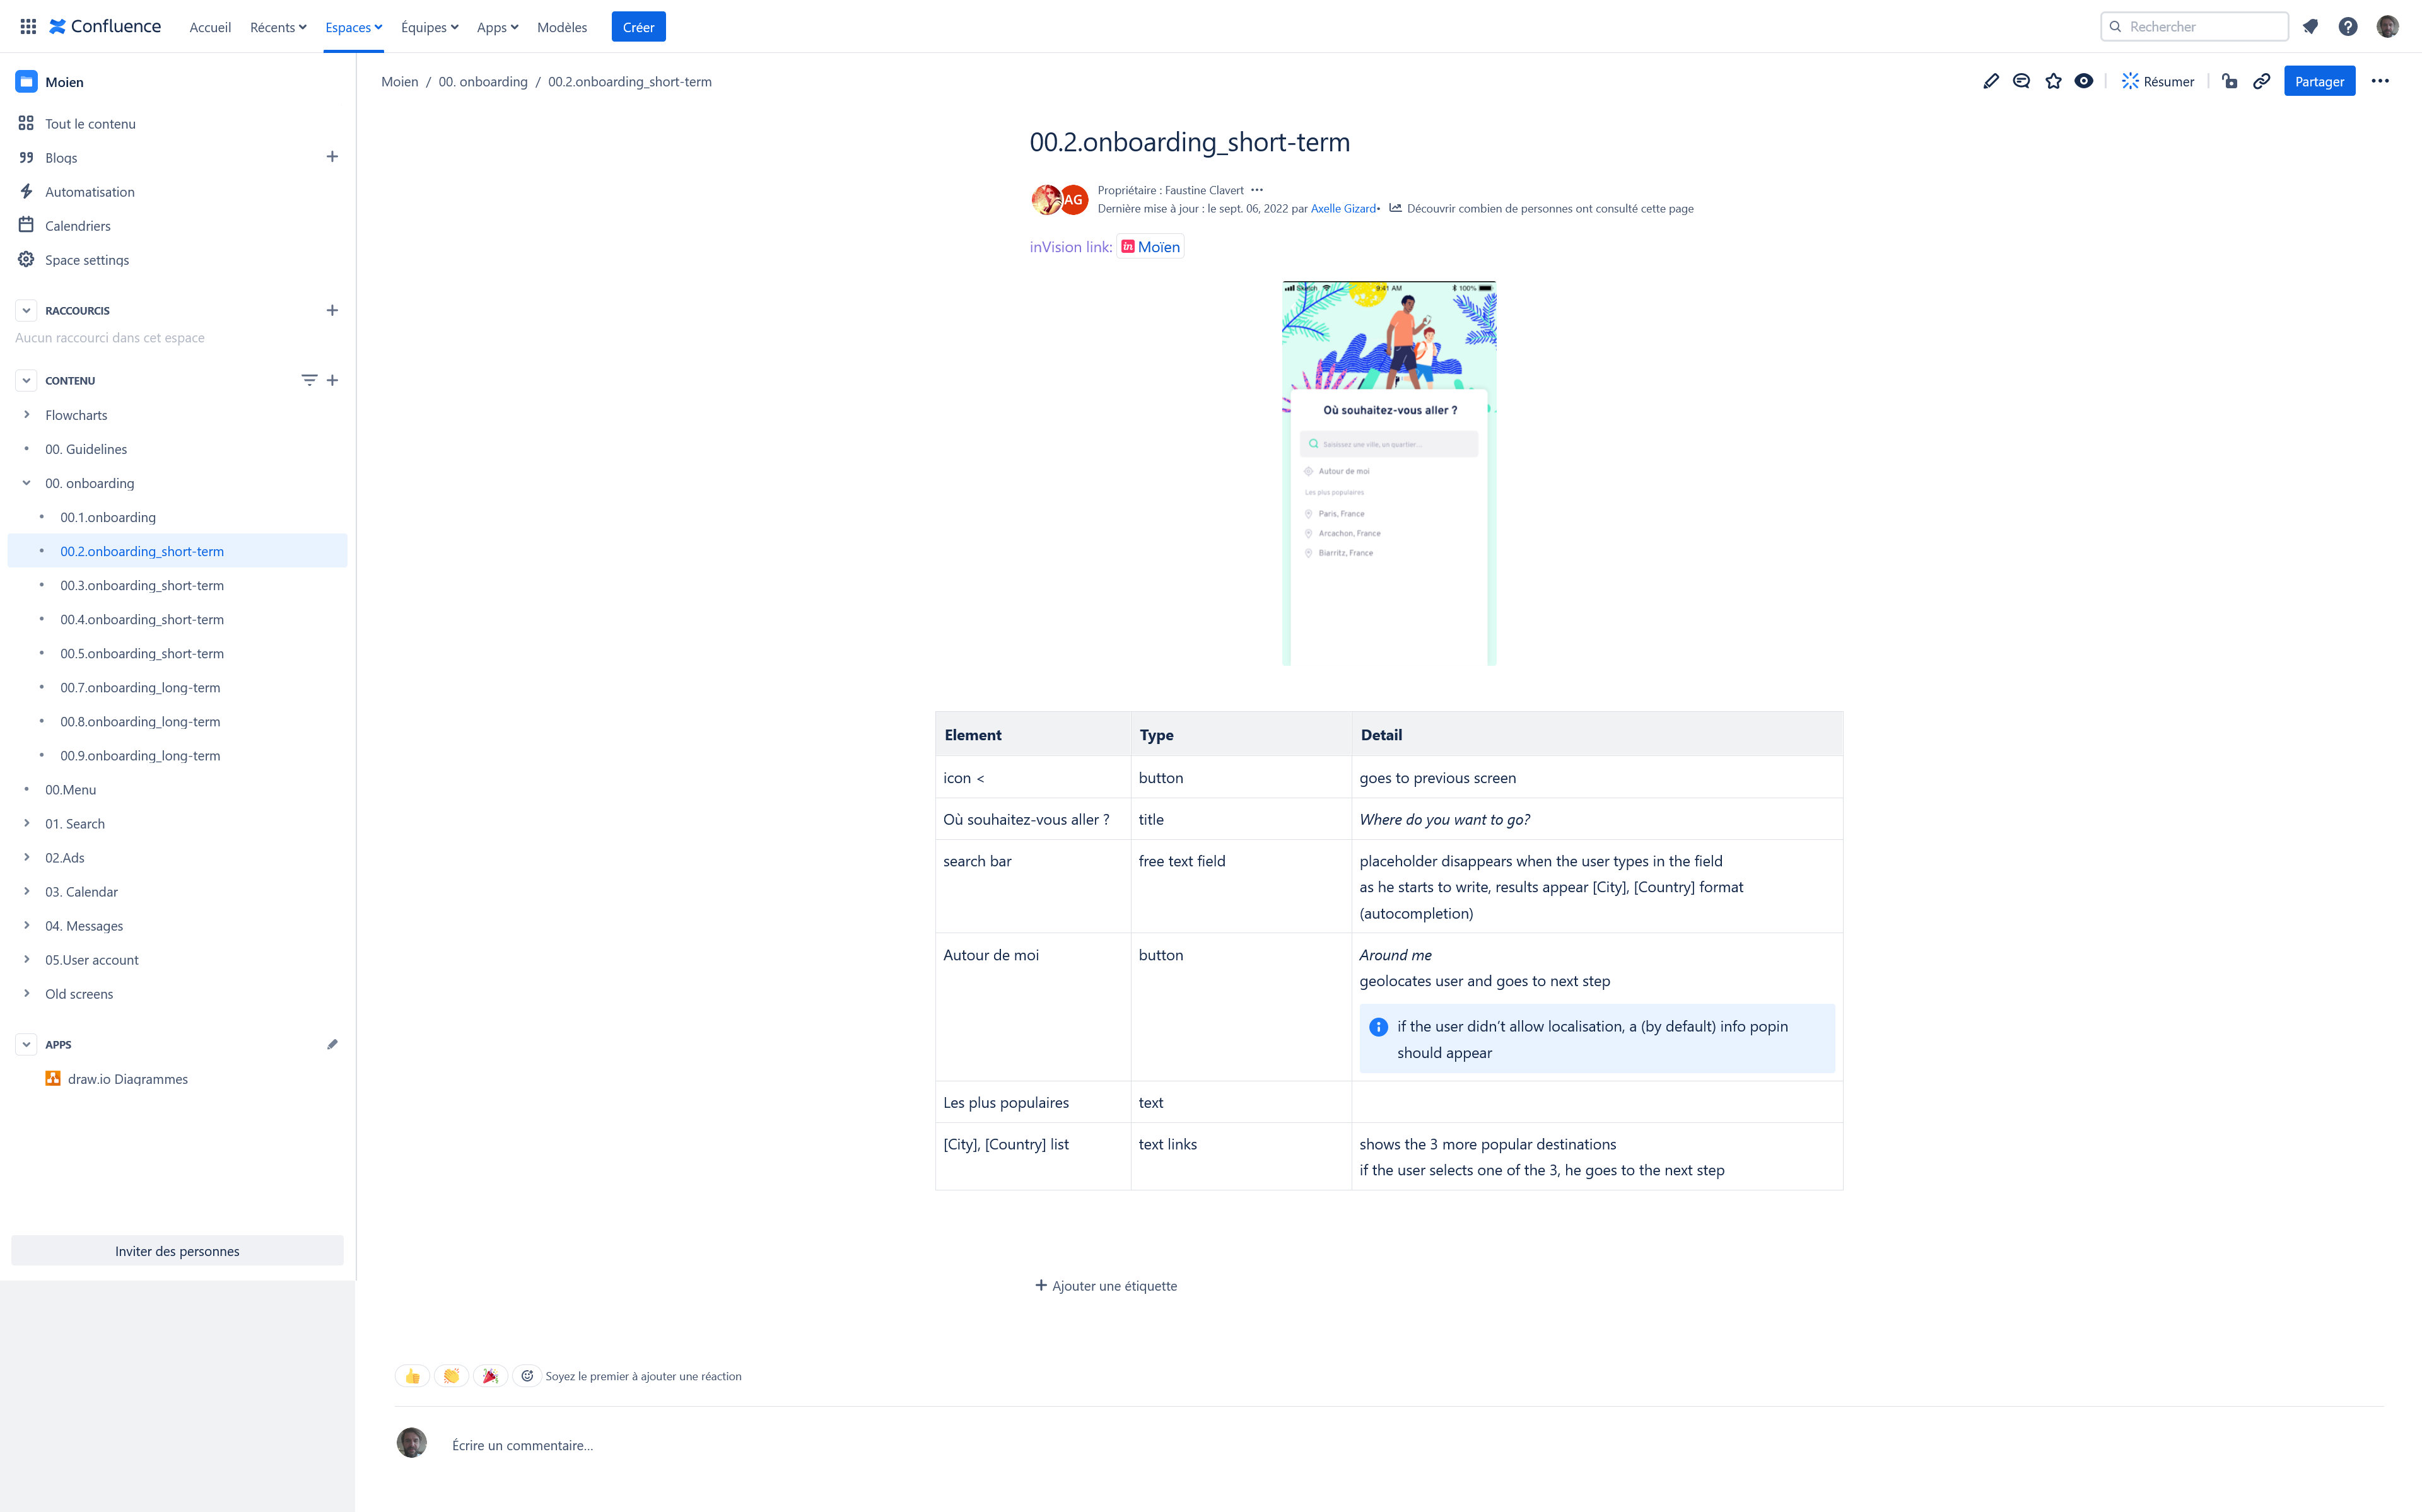 Confluence
Accueil
Récents
Espaces
Équipes
Apps
Modèles
Créer
Rechercher
Moien
Tout le contenu
Blogs
Automatisation
Calendriers
Space settings
RACCOURCIS
Aucun raccourci dans cet espace
CONTENU
Flowcharts
00. Guidelines
00. onboarding
00.1.onboarding
00.2.onboarding_short-term
00.3.onboarding_short-term
00.4.onboarding_short-term
00.5.onboarding_short-term
00.7.onboarding_long-term
00.8.onboarding_long-term
00.9.onboarding_long-term
00.Menu
01. Search
02.Ads
03. Calendar
04. Messages
05.User account
Old screens
APPS
draw.io Diagrammes
Inviter des personnes
Moien / 00. onboarding / 00.2.onboarding_short-term
Résumer
Partager
00.2.onboarding_short-term
AG
Propriétaire : Faustine Clavert
Dernière mise à jour : le sept. 06, 2022 par Axelle Gizard• Découvrir combien de personnes ont consulté cette page
inVision link: in Moïen
Sketch 9:41 AM 100%
Où souhaitez-vous aller ?
Saisissez une ville, un quartier...
Autour de moi
Les plus populaires
Paris, France
Arcachon, France
Biarritz, France
Element Type Detail
icon < button goes to previous screen
Où souhaitez-vous aller ? title Where do you want to go?
search bar free text field placeholder disappears when the user types in the field
as he starts to write, results appear [City], [Country] format
(autocompletion)
Autour de moi button Around me
geolocates user and goes to next step
if the user didn’t allow localisation, a (by default) info popin
should appear
Les plus populaires text
[City], [Country] list text links shows the 3 more popular destinations
if the user selects one of the 3, he goes to the next step
Ajouter une étiquette
Soyez le premier à ajouter une réaction
Écrire un commentaire...